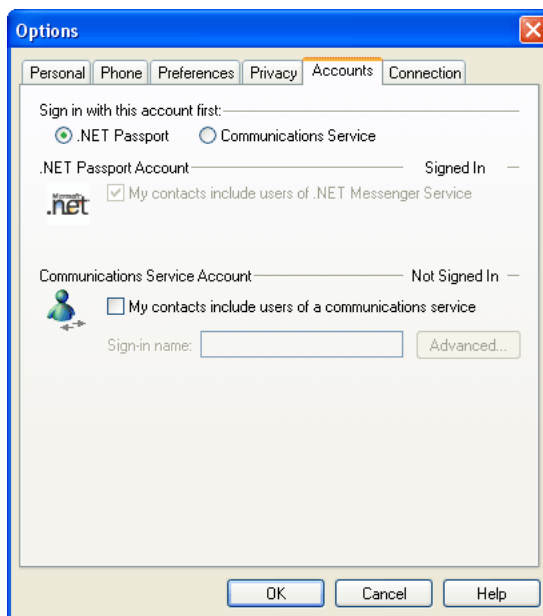 Options
Personal Phone Preferences Privacy Accounts Connection
Sign in with this account first:
.NET Passport Communications Service
.NET Passport Account Signed In
Microsoft
.net My contacts include users of .NET Messenger Service
Communications Service Account Not Signed In
My contacts include users of a communications service
Sign-in name: Advanced...
OK Cancel Help